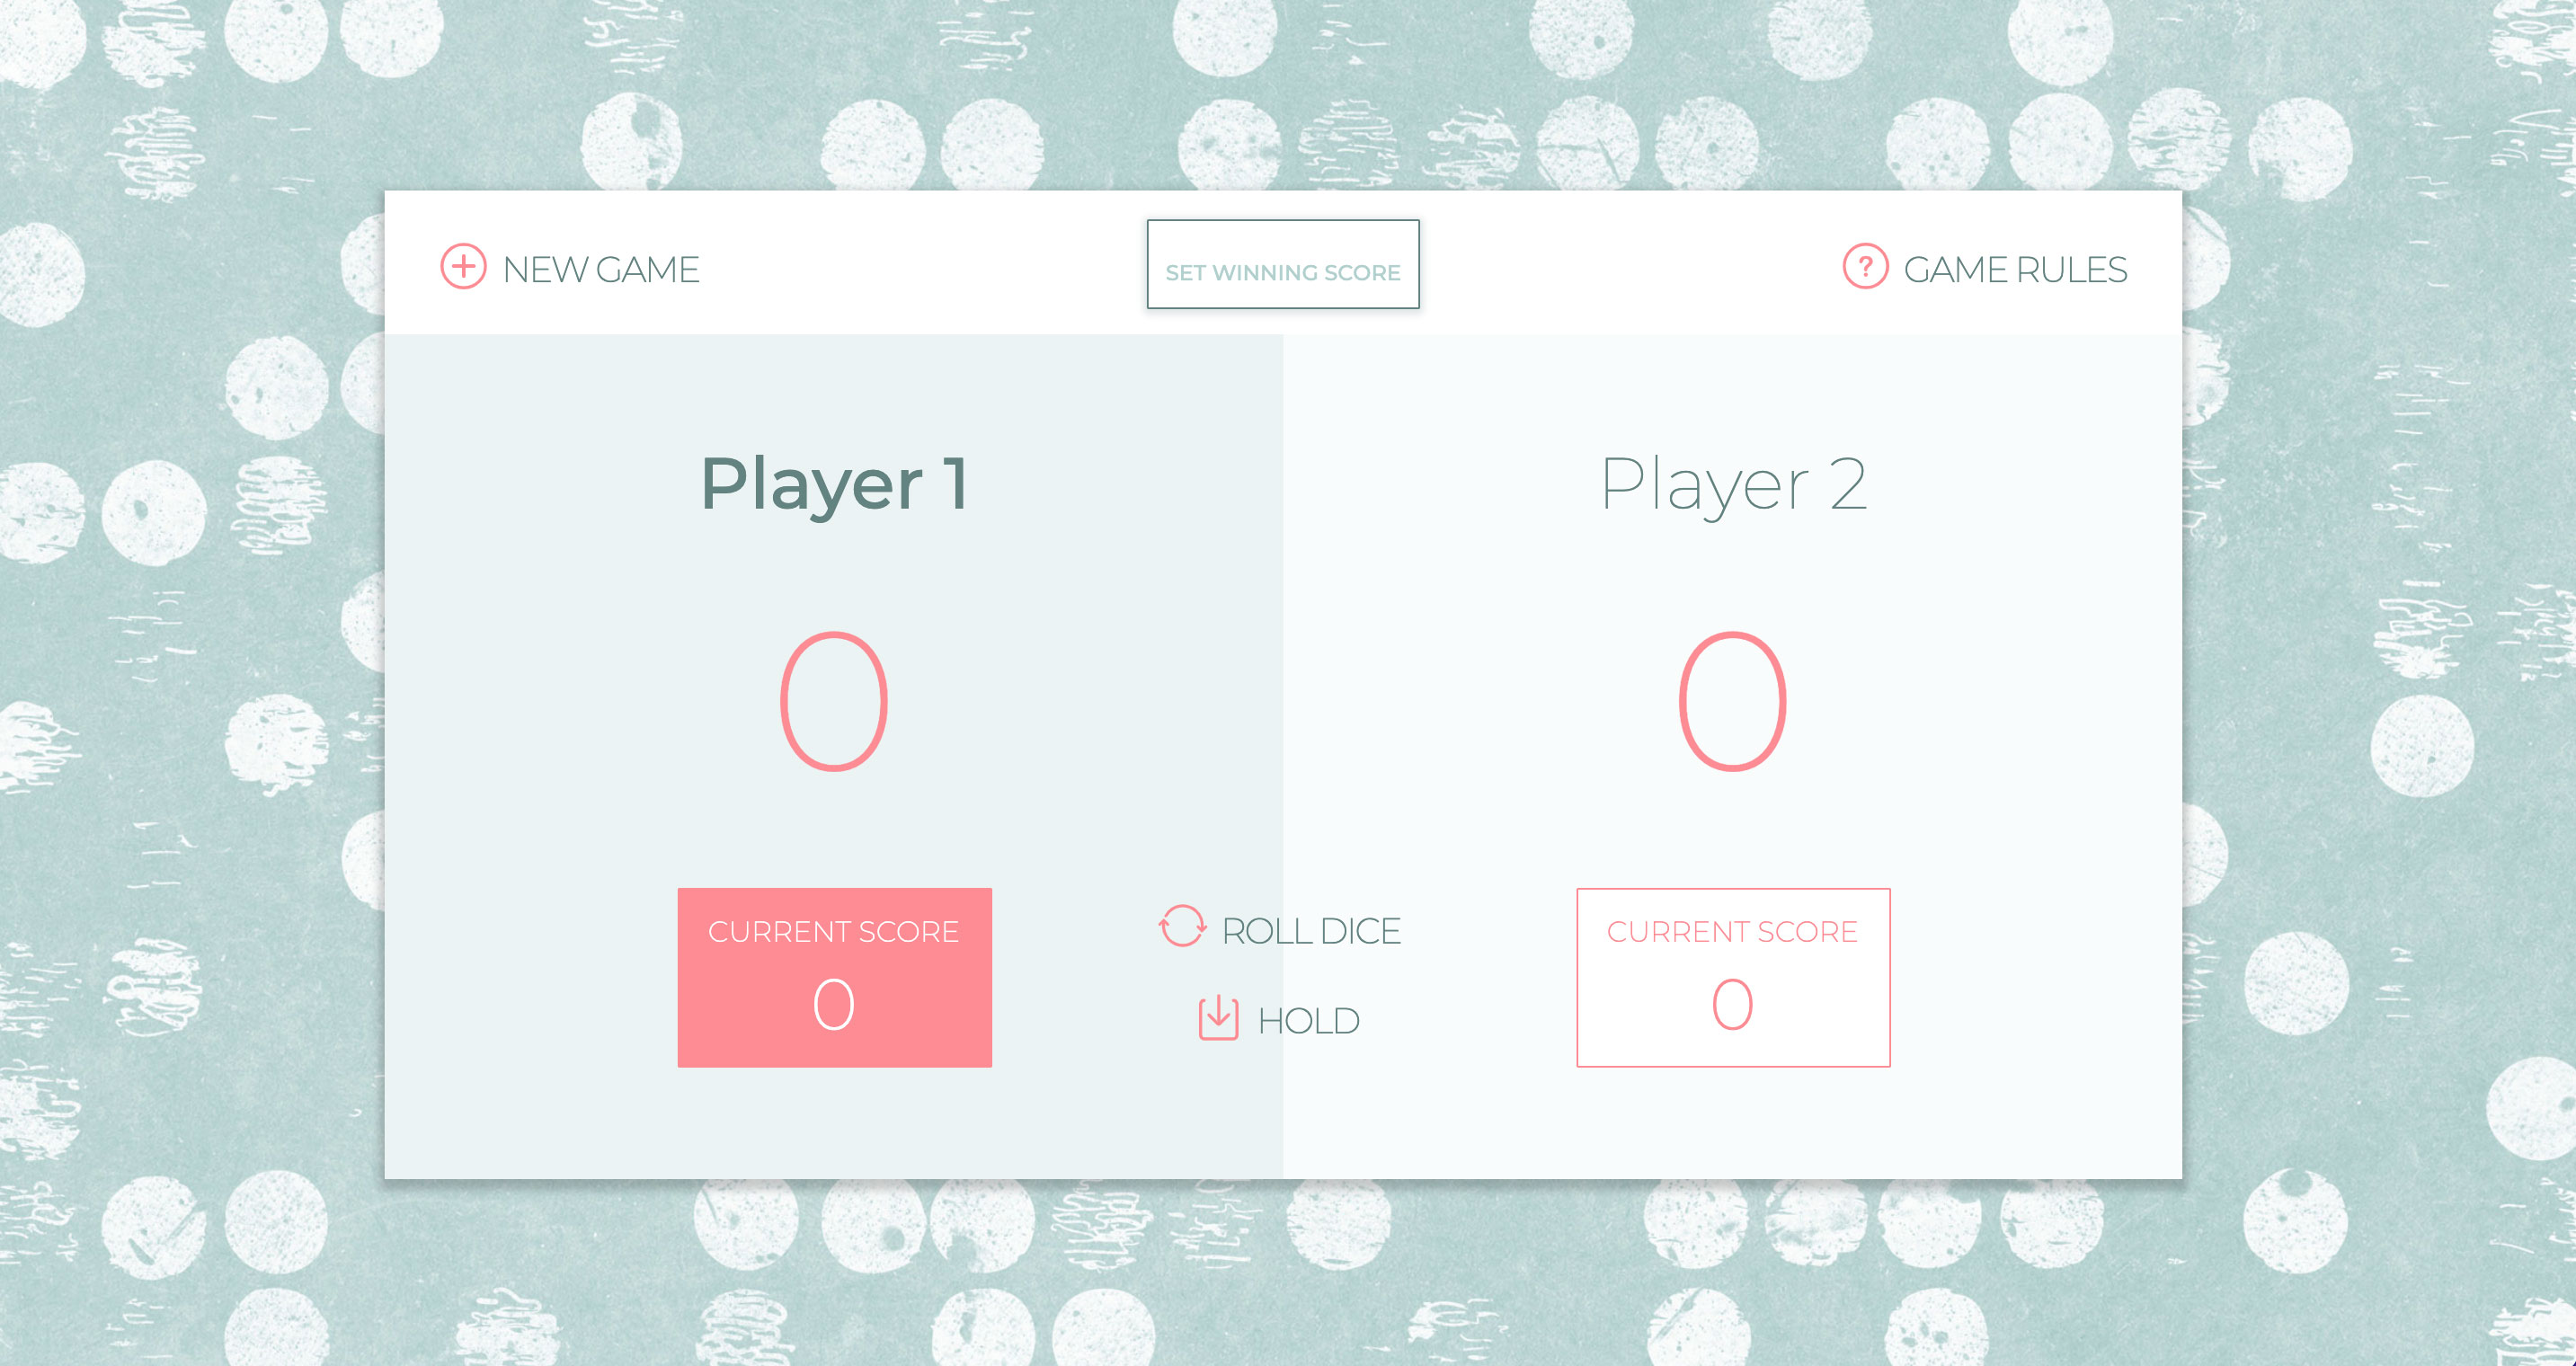 NEW GAME
SET WINNING SCORE
? GAME RULES
Player 1
Player 2
0
0
CURRENT SCORE
0
ROLL DICE
HOLD
CURRENT SCORE
0